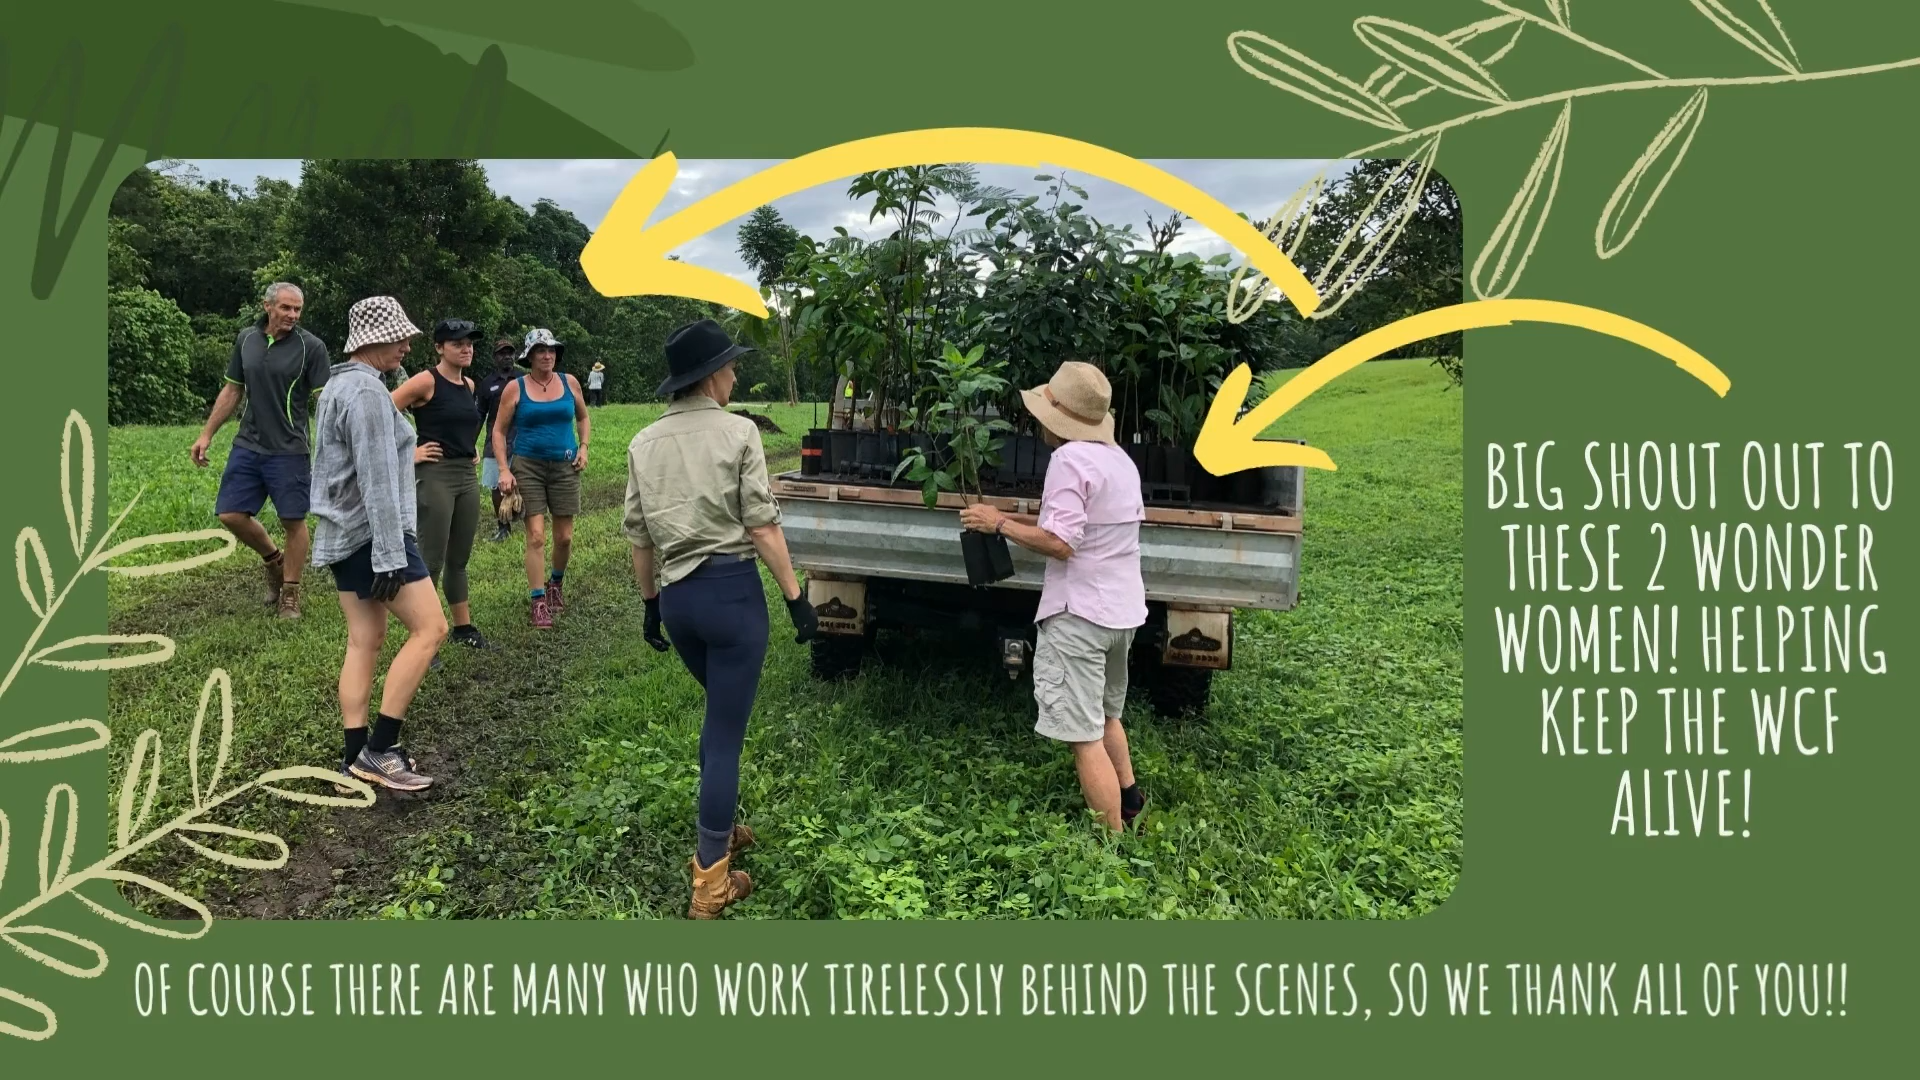 BIG SHOUT OUT TO
THESE 2 WONDER
WOMEN! HELPING
KEEP THE WCF
ALIVE!
OF COURSE THERE ARE MANY WHO WORK TIRELESSLY BEHIND THE SCENES, SO WE THANK ALL OF YOU!!